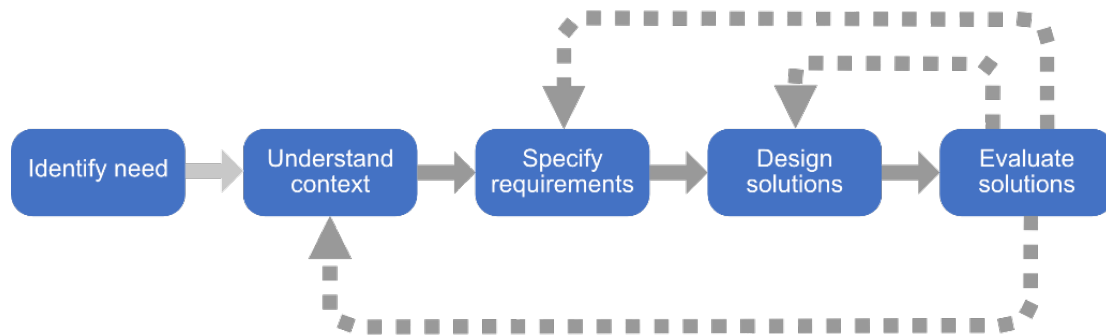 Identify need
Understand
context
Specify
requirements
Design
solutions
Evaluate
solutions